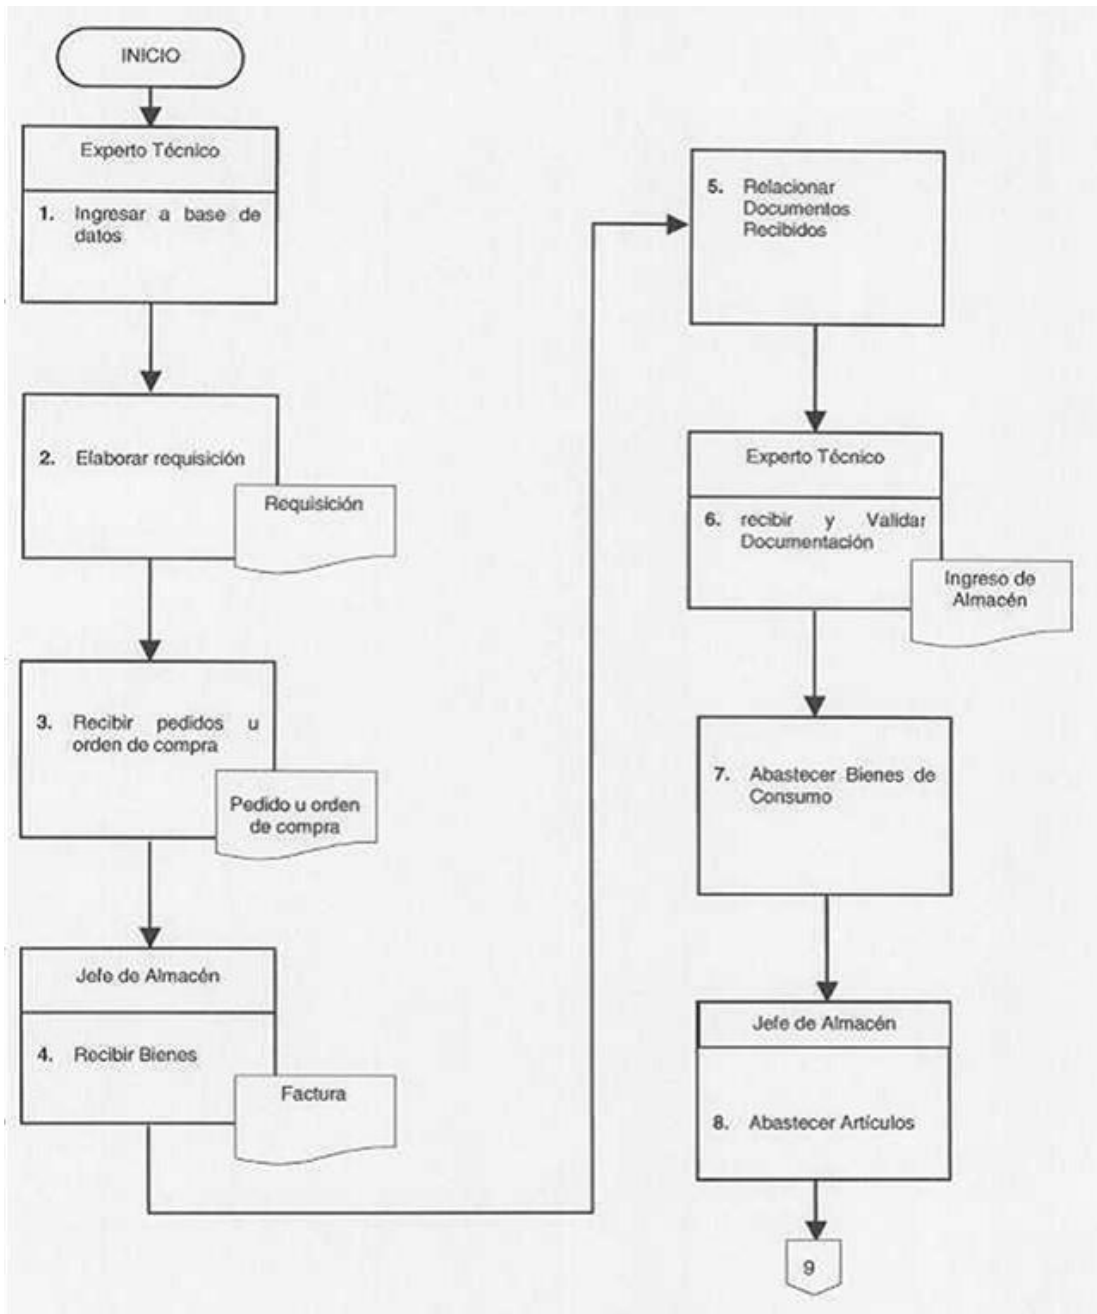 INICIO
Experto Técnico
1. Ingresar a base de
datos
2. Elaborar requisición
Requisición
3. Recibir pedidos u
orden de compra
Pedido u orden
de compra
Jefe de Almacén
4. Recibir Bienes
Factura
5. Relacionar
Documentos
Recibidos
Experto Técnico
6. recibir y Validar
Documentación
Ingreso de
Almacén
7. Abastecer Bienes de
Consumo
Jefe de Almacén
8. Abastecer Artículos
9